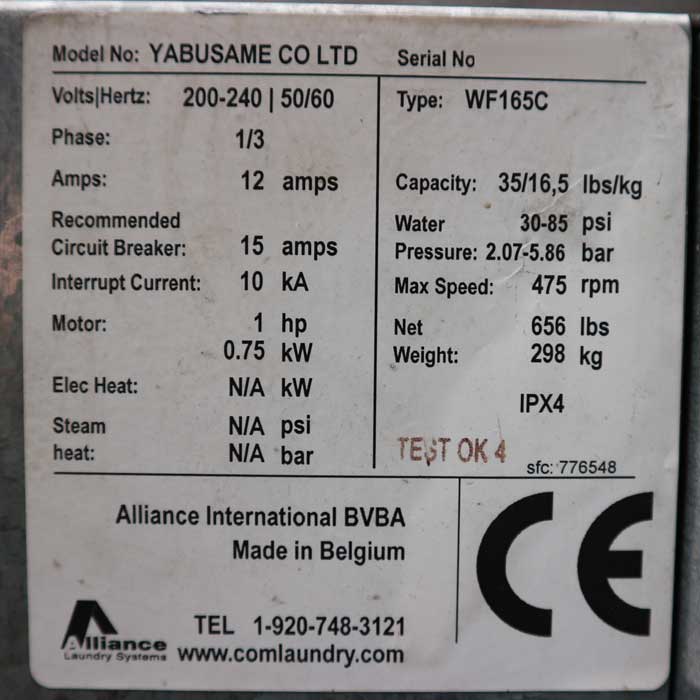 Model No: YABUSAME CO LTD
Serial No
Volts|Hertz: 200-240 | 50/60
Type: WF165C
Phase: 1/3
Amps: 12 amps
Capacity: 35/16,5 lbs/kg
Recommended
Circuit Breaker: 15 amps
Water 30-85 psi
Pressure: 2.07-5.86 bar
Interrupt Current: 10 kA
Max Speed: 475 rpm
Motor: 1 hp
0.75 kW
Net 656 lbs
Weight: 298 kg
Elec Heat: N/A kW
IPX4
Steam N/A psi
heat: N/A bar
TEST OK 4
sfc: 776548
Alliance International BVBA
Made in Belgium
CE
Alliance
Laundry Systems
TEL 1-920-748-3121
www.comlaundry.com